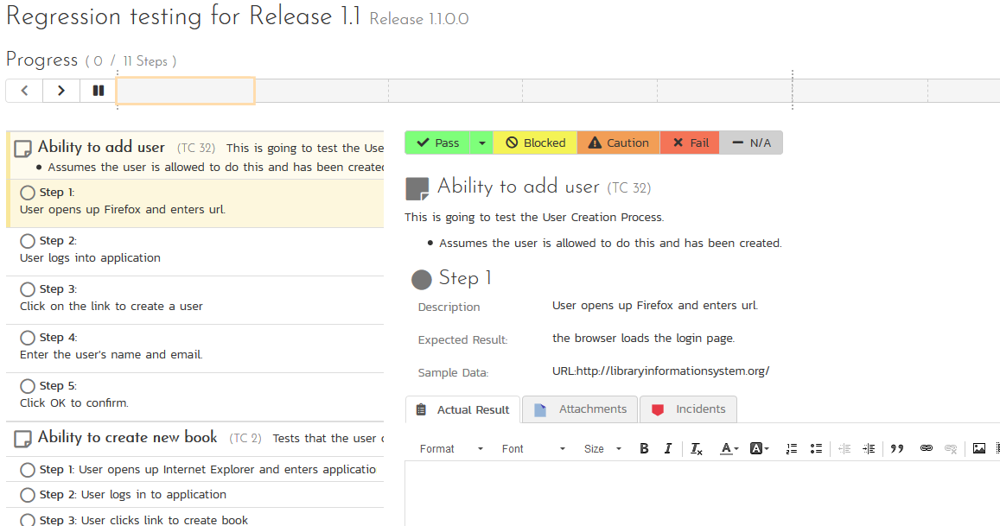 Regression testing for Release 1.1 Release 1.1.0.0
Progress ( 0 / 11 Steps )
Ability to add user (TC 32) This is going to test the Use
• Assumes the user is allowed to do this and has been created
Step 1:
User opens up Firefox and enters url.
Step 2:
User logs into application
Step 3:
Click on the link to create a user
Step 4:
Enter the user's name and email.
Step 5:
Click OK to confirm.
Ability to create new book (TC 2) Tests that the user c
Step 1: User opens up Internet Explorer and enters applicatio
Step 2: User logs in to application
Step 3: User clicks link to create book
Pass Blocked Caution Fail N/A
Ability to add user (TC 32)
This is going to test the User Creation Process.
• Assumes the user is allowed to do this and has been created.
Step 1
Description User opens up Firefox and enters url.
Expected Result: the browser loads the login page.
Sample Data: URL:http://libraryinformationsystem.org/
Actual Result Attachments Incidents
Format Font Size B I Tx A A